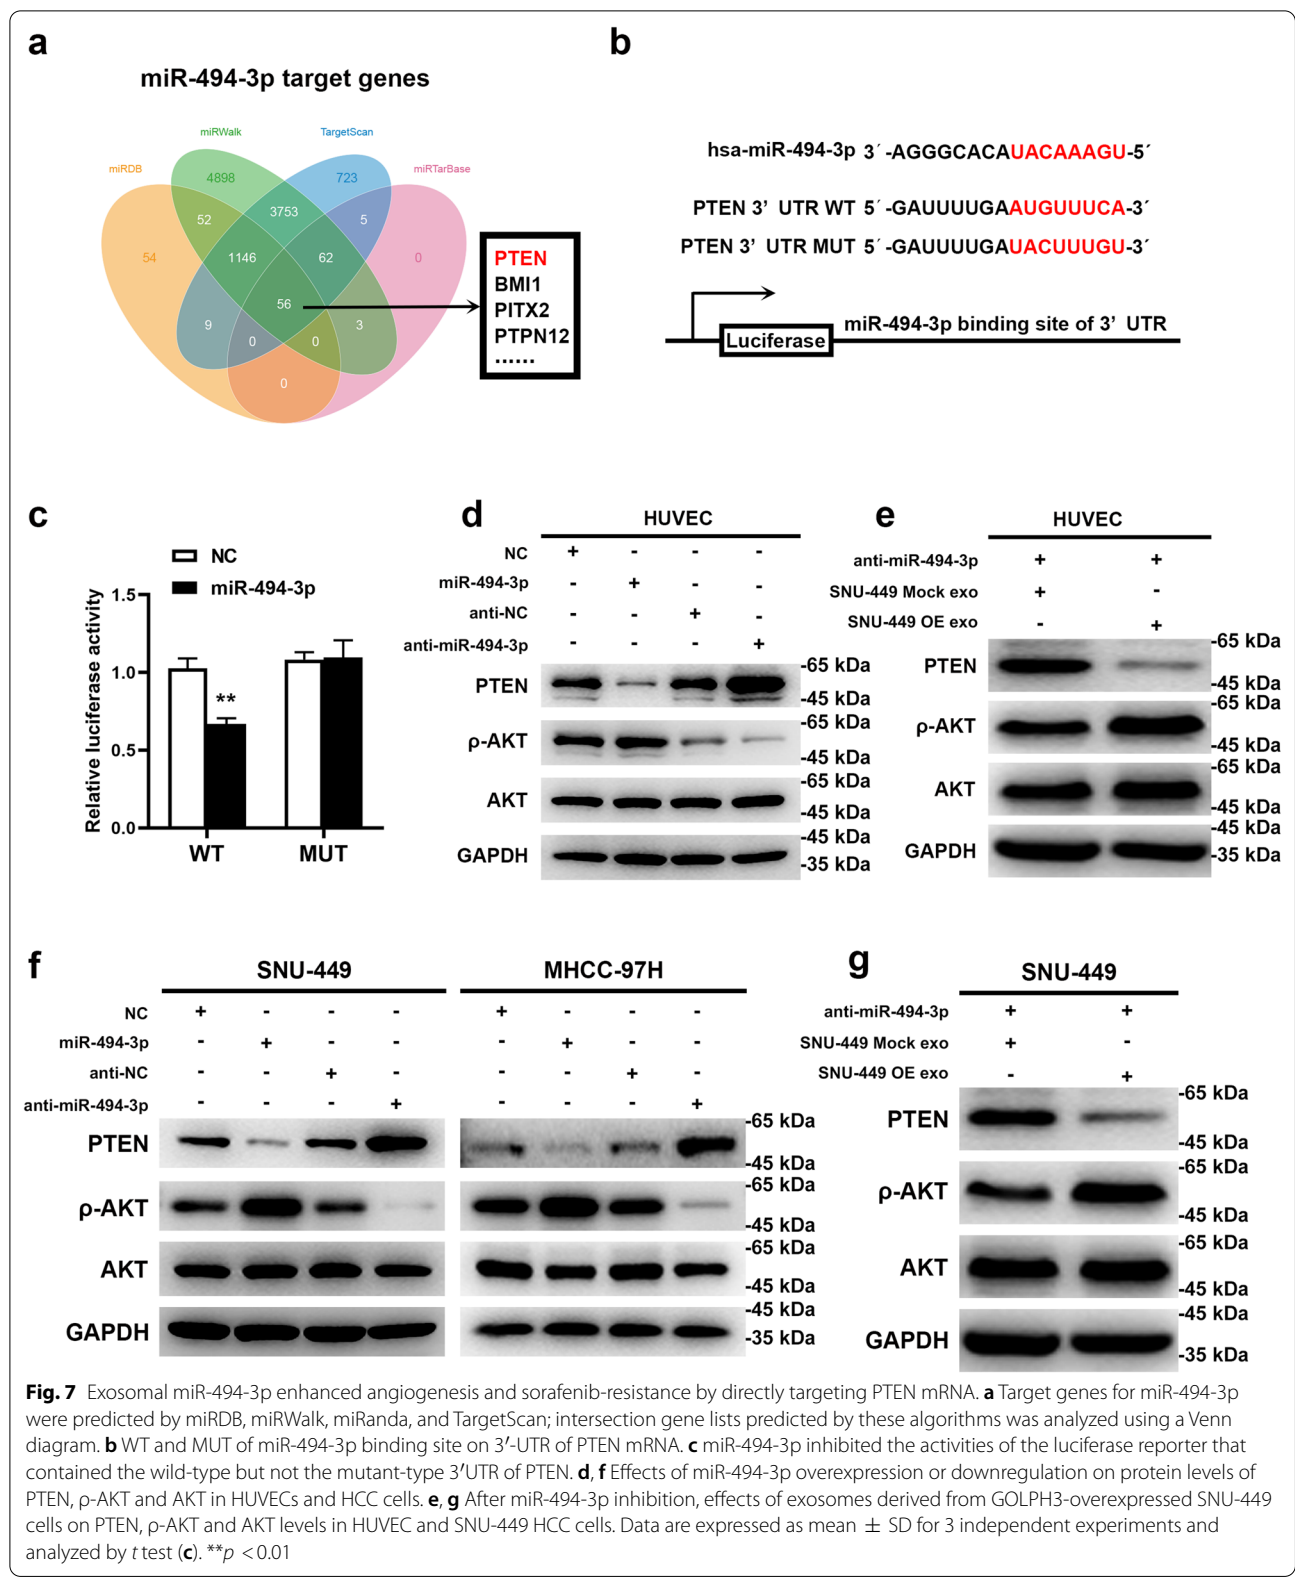 a
miR-494-3p target genes
miRWalk
TargetScan
miRDB
miRTarBase
4898
723
52
3753
5
54
1146
62
0
56
9
3
0
0
0
PTEN
BMI1
PITX2
PTPN12
......
b
hsa-miR-494-3p 3´-AGGGCACAUACAAAGU-5´
PTEN 3’ UTR WT 5´-GAUUUUGAAUGUUUCA-3´
PTEN 3’ UTR MUT 5´-GAUUUUGAUACUUUGU-3´
Luciferase
miR-494-3p binding site of 3’ UTR
c
NC
miR-494-3p
Relative luciferase activity
1.5
1.0
0.5
0.0
**
WT MUT
d
HUVEC
NC + - - -
miR-494-3p - + - -
anti-NC - - + -
anti-miR-494-3p - - - +
PTEN
-65 kDa
-45 kDa
ρ-AKT
-65 kDa
-45 kDa
AKT
-65 kDa
-45 kDa
GAPDH
-45 kDa
-35 kDa
e
HUVEC
anti-miR-494-3p + +
SNU-449 Mock exo + -
SNU-449 OE exo - +
PTEN
-65 kDa
-45 kDa
ρ-AKT
-65 kDa
-45 kDa
AKT
-65 kDa
-45 kDa
GAPDH
-45 kDa
-35 kDa
f
SNU-449 MHCC-97H
NC + - - - + - - -
miR-494-3p - + - - - + - -
anti-NC - - + - - - + -
anti-miR-494-3p - - - + - - - +
PTEN
-65 kDa
-45 kDa
ρ-AKT
-65 kDa
-45 kDa
AKT
-65 kDa
-45 kDa
GAPDH
-45 kDa
-35 kDa
g
SNU-449
anti-miR-494-3p + +
SNU-449 Mock exo + -
SNU-449 OE exo - +
PTEN
-65 kDa
-45 kDa
ρ-AKT
-65 kDa
-45 kDa
AKT
-65 kDa
-45 kDa
GAPDH
-45 kDa
-35 kDa
Fig. 7 Exosomal miR-494-3p enhanced angiogenesis and sorafenib-resistance by directly targeting PTEN mRNA. a Target genes for miR-494-3p
were predicted by miRDB, miRWalk, miRanda, and TargetScan; intersection gene lists predicted by these algorithms was analyzed using a Venn
diagram. b WT and MUT of miR-494-3p binding site on 3′-UTR of PTEN mRNA. c miR-494-3p inhibited the activities of the luciferase reporter that
contained the wild-type but not the mutant-type 3′UTR of PTEN. d, f Effects of miR-494-3p overexpression or downregulation on protein levels of
PTEN, ρ-AKT and AKT in HUVECs and HCC cells. e, g After miR-494-3p inhibition, effects of exosomes derived from GOLPH3-overexpressed SNU-449
cells on PTEN, ρ-AKT and AKT levels in HUVEC and SNU-449 HCC cells. Data are expressed as mean ± SD for 3 independent experiments and
analyzed by t test (c). **p < 0.01